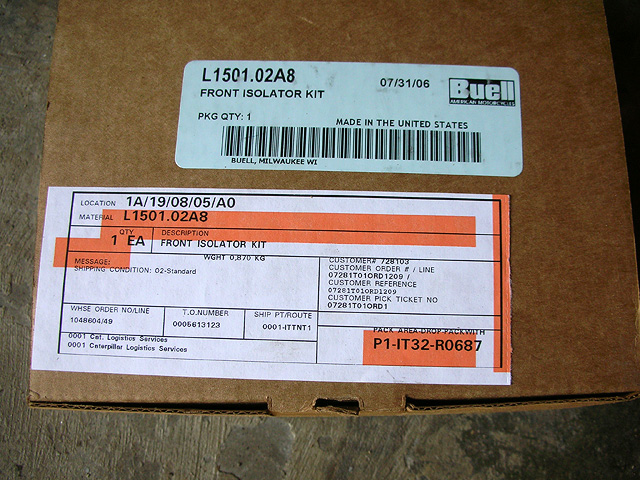 L1501.02A8
07/31/06
Buell
AMERICAN MOTORCYCLES
FRONT ISOLATOR KIT
PKG QTY: 1
MADE IN THE UNITED STATES
BUELL, MILWAUKEE WI
LOCATION 1A/19/08/05/A0
MATERIAL L1501.02A8
QTY
1 EA
DESCRIPTION
FRONT ISOLATOR KIT
WGHT 0,870 KG
MESSAGE:
SHIPPING CONDITION: 02-Standard
CUSTOMER# 728103
CUSTOMER ORDER # / LINE
07281T01ORD1209 /
CUSTOMER REFERENCE
07281T01ORD1209
CUSTOMER PICK TICKET NO
07281T01ORD1
WHSE ORDER NO/LINE
1048604/49
T.O.NUMBER
0005613123
SHIP PT/ROUTE
0001-ITTNT1
PACK AREA-DROP-PACK WITH
P1-IT32-R0687
0001 Cat. Logistics Services
0001 Caterpillar Logistics Services